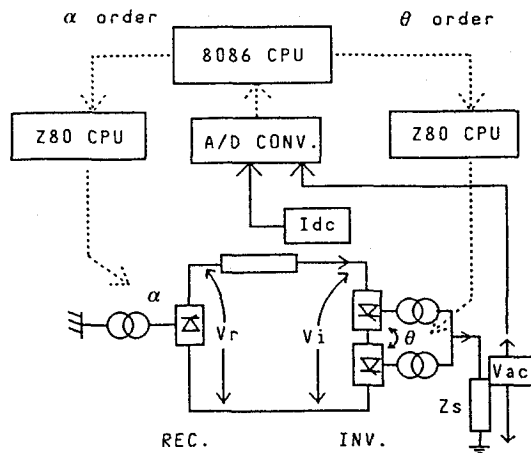 α order
θ order
8086 CPU
Z80 CPU
A/D CONV.
Z80 CPU
Idc
α
Vr
Vi
θ
Vac
Zs
REC.
INV.